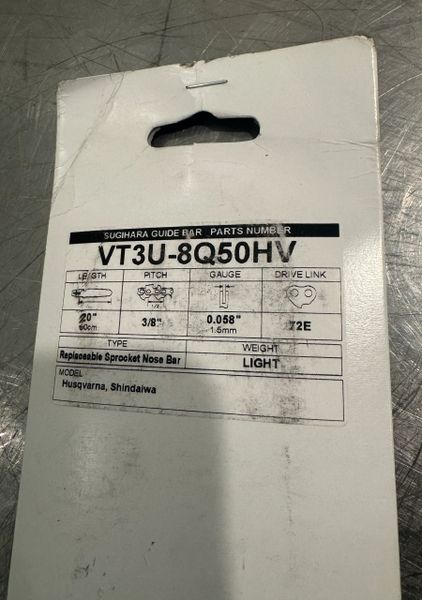 SUGIHARA GUIDE BAR PARTS NUMBER
VT3U-8Q50HV
LENGTH PITCH GAUGE DRIVE LINK
20" 3/8" 0.058" 72E
50cm 1.5mm
TYPE WEIGHT
Replaceable Sprocket Nose Bar LIGHT
MODEL
Husqvarna, Shindaiwa